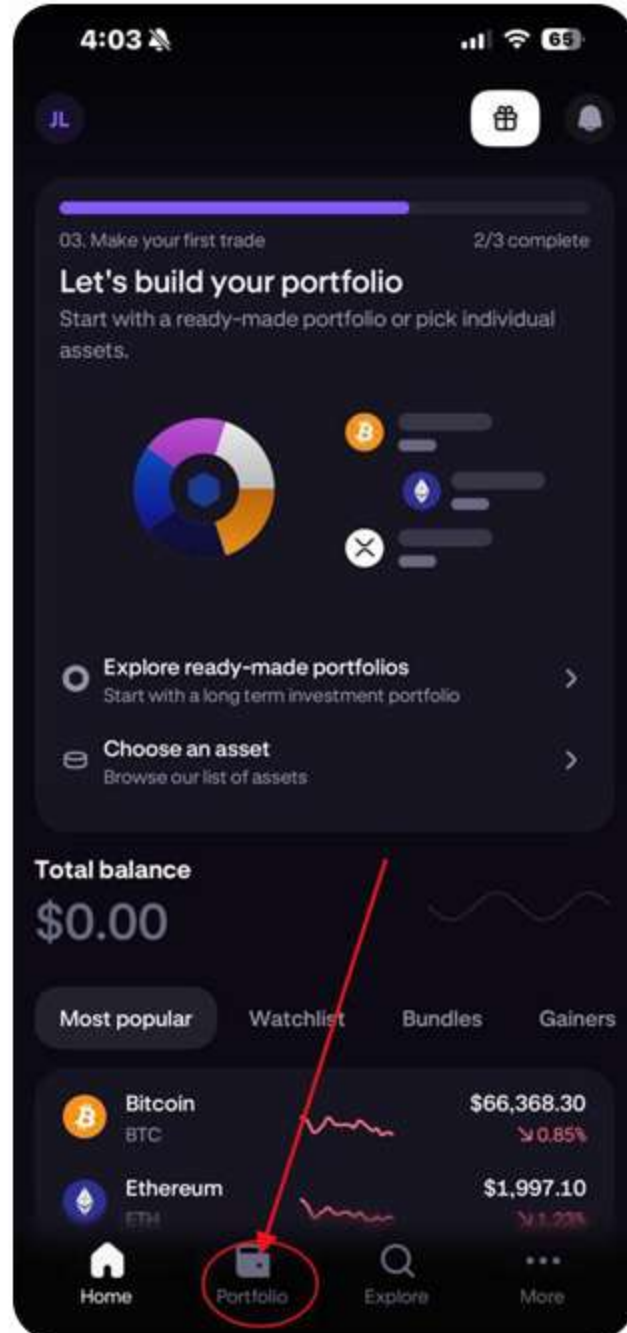 4:03
65
JL
03. Make your first trade
2/3 complete
Let's build your portfolio
Start with a ready-made portfolio or pick individual
assets.
Explore ready-made portfolios
Start with a long term investment portfolio
Choose an asset
Browse our list of assets
Total balance
$0.00
Most popular
Watchlist
Bundles
Gainers
Bitcoin
$66,368.30
BTC
0.85%
Ethereum
$1,997.10
ETH
1.23%
Home
Portfolio
Explore
More